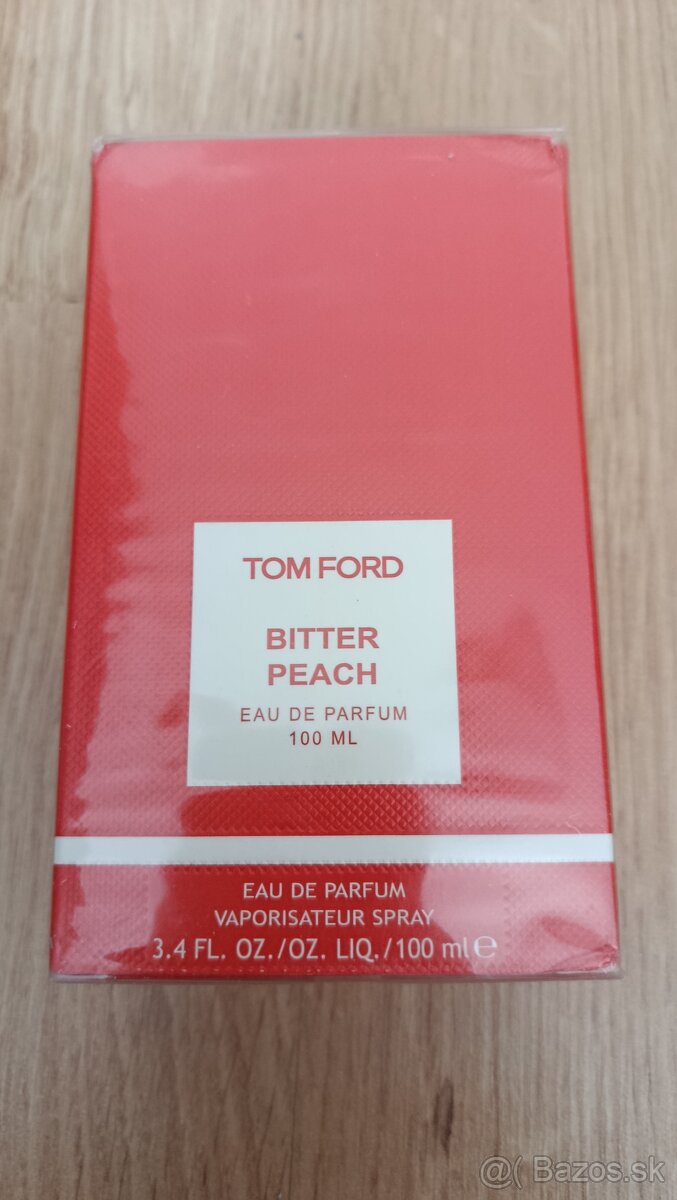 TOM FORD
BITTER
PEACH
EAU DE PARFUM
100 ML
EAU DE PARFUM
VAPORISATEUR SPRAY
3.4 FL. OZ./OZ. LIQ./100 ml℮
@( Bazos.sk